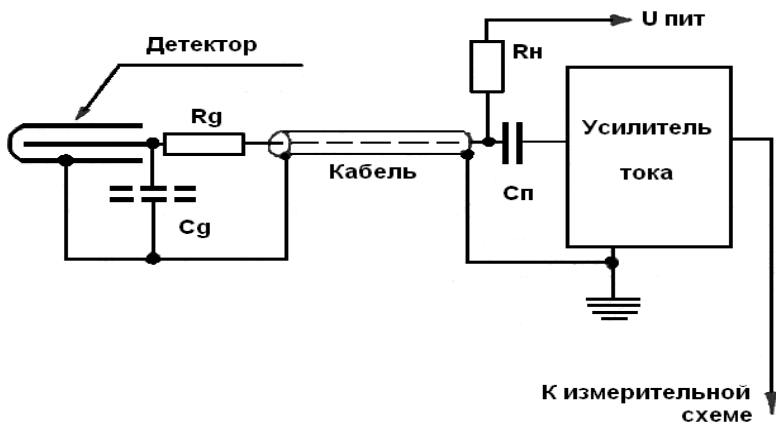 U пит
Детектор
Rн
Rg
Усилитель
тока
Кабель
Cп
Cg
К измерительной
схеме